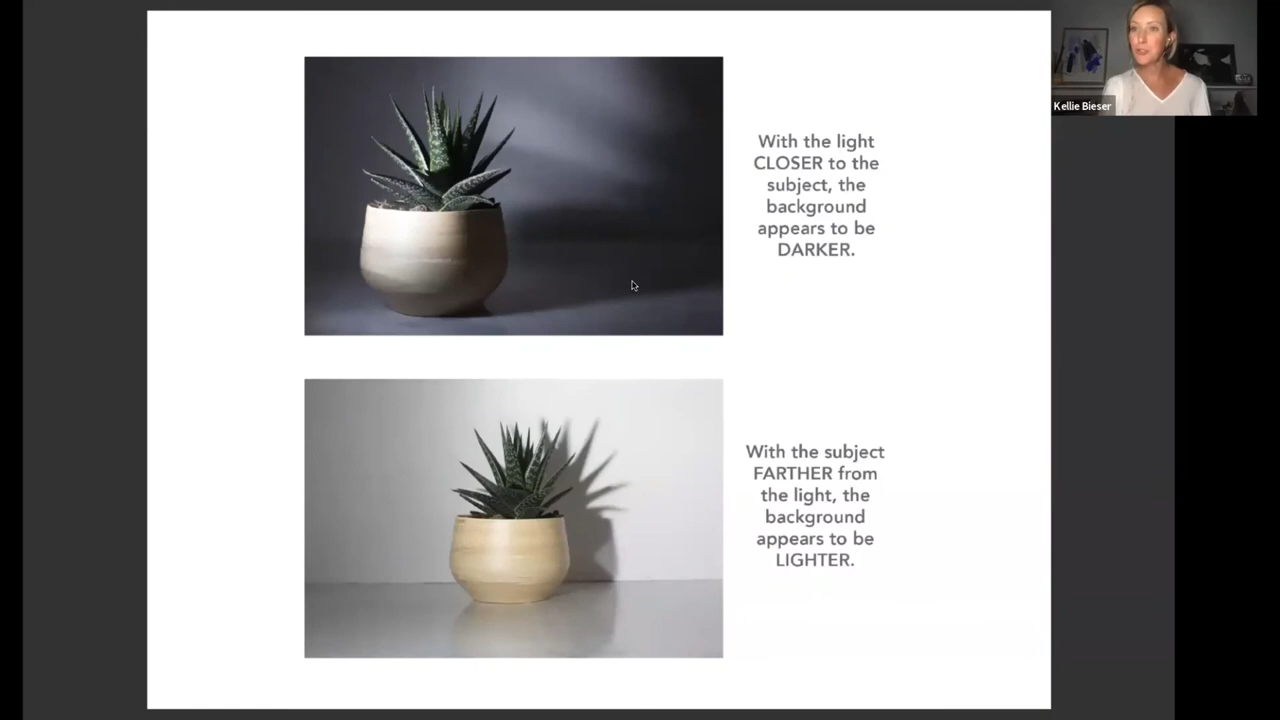 Kellie Bieser
With the light
CLOSER to the
subject, the
background
appears to be
DARKER.
With the subject
FARTHER from
the light, the
background
appears to be
LIGHTER.